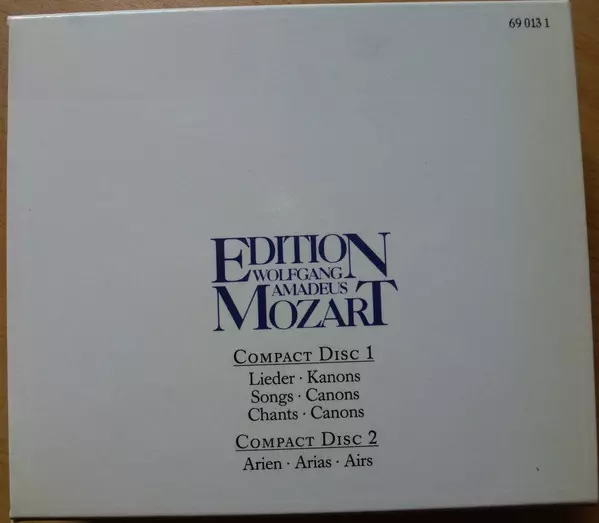 69 013 1
EDITION
WOLFGANG
AMADEUS
MOZART
COMPACT DISC 1
Lieder · Kanons
Songs · Canons
Chants · Canons
COMPACT DISC 2
Arien · Arias · Airs